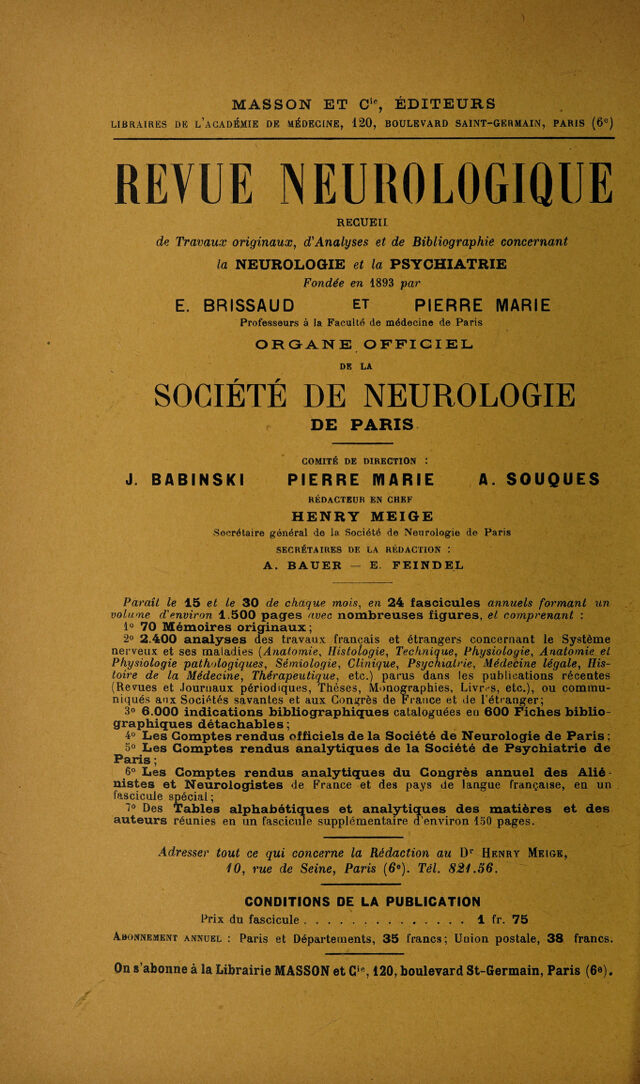 MASSON ET Cie, ÉDITEURS
LIBRAIRES DE L'ACADÉMIE DE MÉDECINE, 120, BOULEVARD SAINT-GERMAIN, PARIS (6e)
REVUE NEUROLOGIQUE
RECUEIL
de Travaux originaux, d'Analyses et de Bibliographie concernant
la NEUROLOGIE et la PSYCHIATRIE
Fondée en 1893 par
E. BRISSAUD ET PIERRE MARIE
Professeurs à la Faculté de médecine de Paris
ORGANE OFFICIEL
DE LA
SOCIÉTÉ DE NEUROLOGIE
DE PARIS
COMITÉ DE DIRECTION :
J. BABINSKI PIERRE MARIE A. SOUQUES
RÉDACTEUR EN CHEF
HENRY MEIGE
Secrétaire général de la Société de Neurologie de Paris
SECRÉTAIRES DE LA RÉDACTION :
A. BAUER — E. FEINDEL
Paraît le 15 et le 30 de chaque mois, en 24 fascicules annuels formant un
volume d'environ 1.500 pages avec nombreuses figures, et comprenant :
1º 70 Mémoires originaux ;
2º 2.400 analyses des travaux français et étrangers concernant le Système
nerveux et ses maladies (Anatomie, Histologie, Technique, Physiologie, Anatomie et
Physiologie pathologiques, Sémiologie, Clinique, Psychiatrie, Médecine légale, His-
toire de la Médecine, Thérapeutique, etc.) parus dans les publications récentes
(Revues et Journaux périodiques, Thèses, Monographies, Livres, etc.), ou commu-
niqués aux Sociétés savantes et aux Congrès de France et de l'étranger;
3º 6.000 indications bibliographiques cataloguées en 600 Fiches biblio-
graphiques détachables ;
4º Les Comptes rendus officiels de la Société de Neurologie de Paris ;
5º Les Comptes rendus analytiques de la Société de Psychiatrie de
Paris ;
6º Les Comptes rendus analytiques du Congrès annuel des Alié-
nistes et Neurologistes de France et des pays de langue française, en un
fascicule spécial ;
7º Des Tables alphabétiques et analytiques des matières et des
auteurs réunies en un fascicule supplémentaire d'environ 150 pages.
Adresser tout ce qui concerne la Rédaction au Dr HENRY MEIGE,
10, rue de Seine, Paris (6e). Tél. 821.56.
CONDITIONS DE LA PUBLICATION
Prix du fascicule . . . . . . . . . . . . . . 1 fr. 75
ABONNEMENT ANNUEL : Paris et Départements, 35 francs; Union postale, 38 francs.
On s'abonne à la Librairie MASSON et Cie, 120, boulevard St-Germain, Paris (6e).